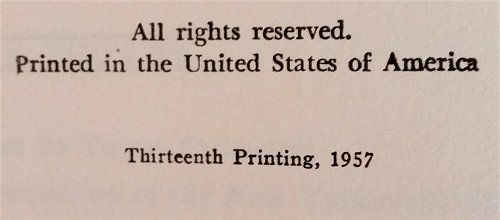 All rights reserved.
Printed in the United States of America
Thirteenth Printing, 1957